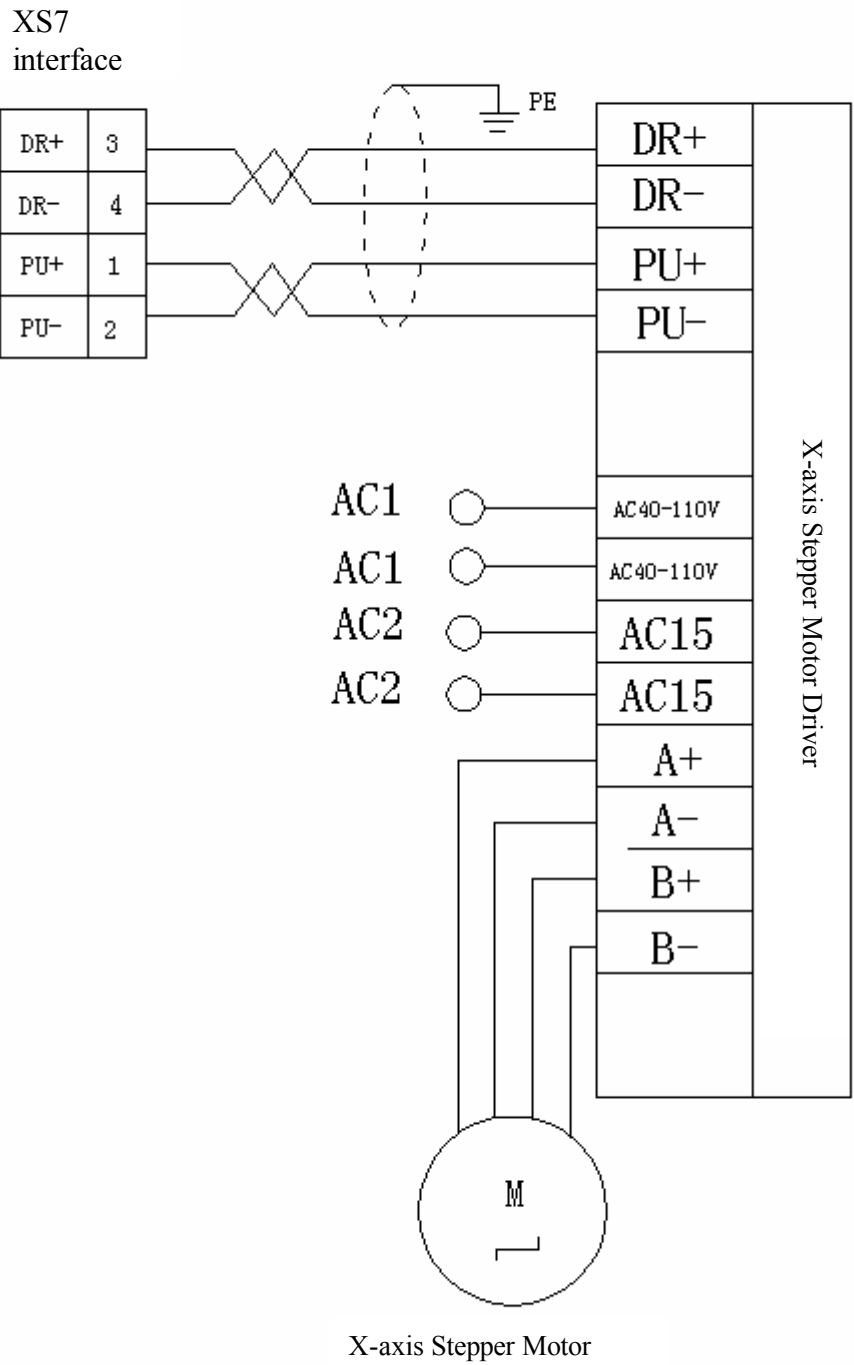 XS7
interface
PE
DR+ 3
DR- 4
PU+ 1
PU- 2
DR+
DR-
PU+
PU-
AC1 AC40-110V
AC1 AC40-110V
AC2 AC15
AC2 AC15
A+
A-
B+
B-
X-axis Stepper Motor Driver
M
X-axis Stepper Motor